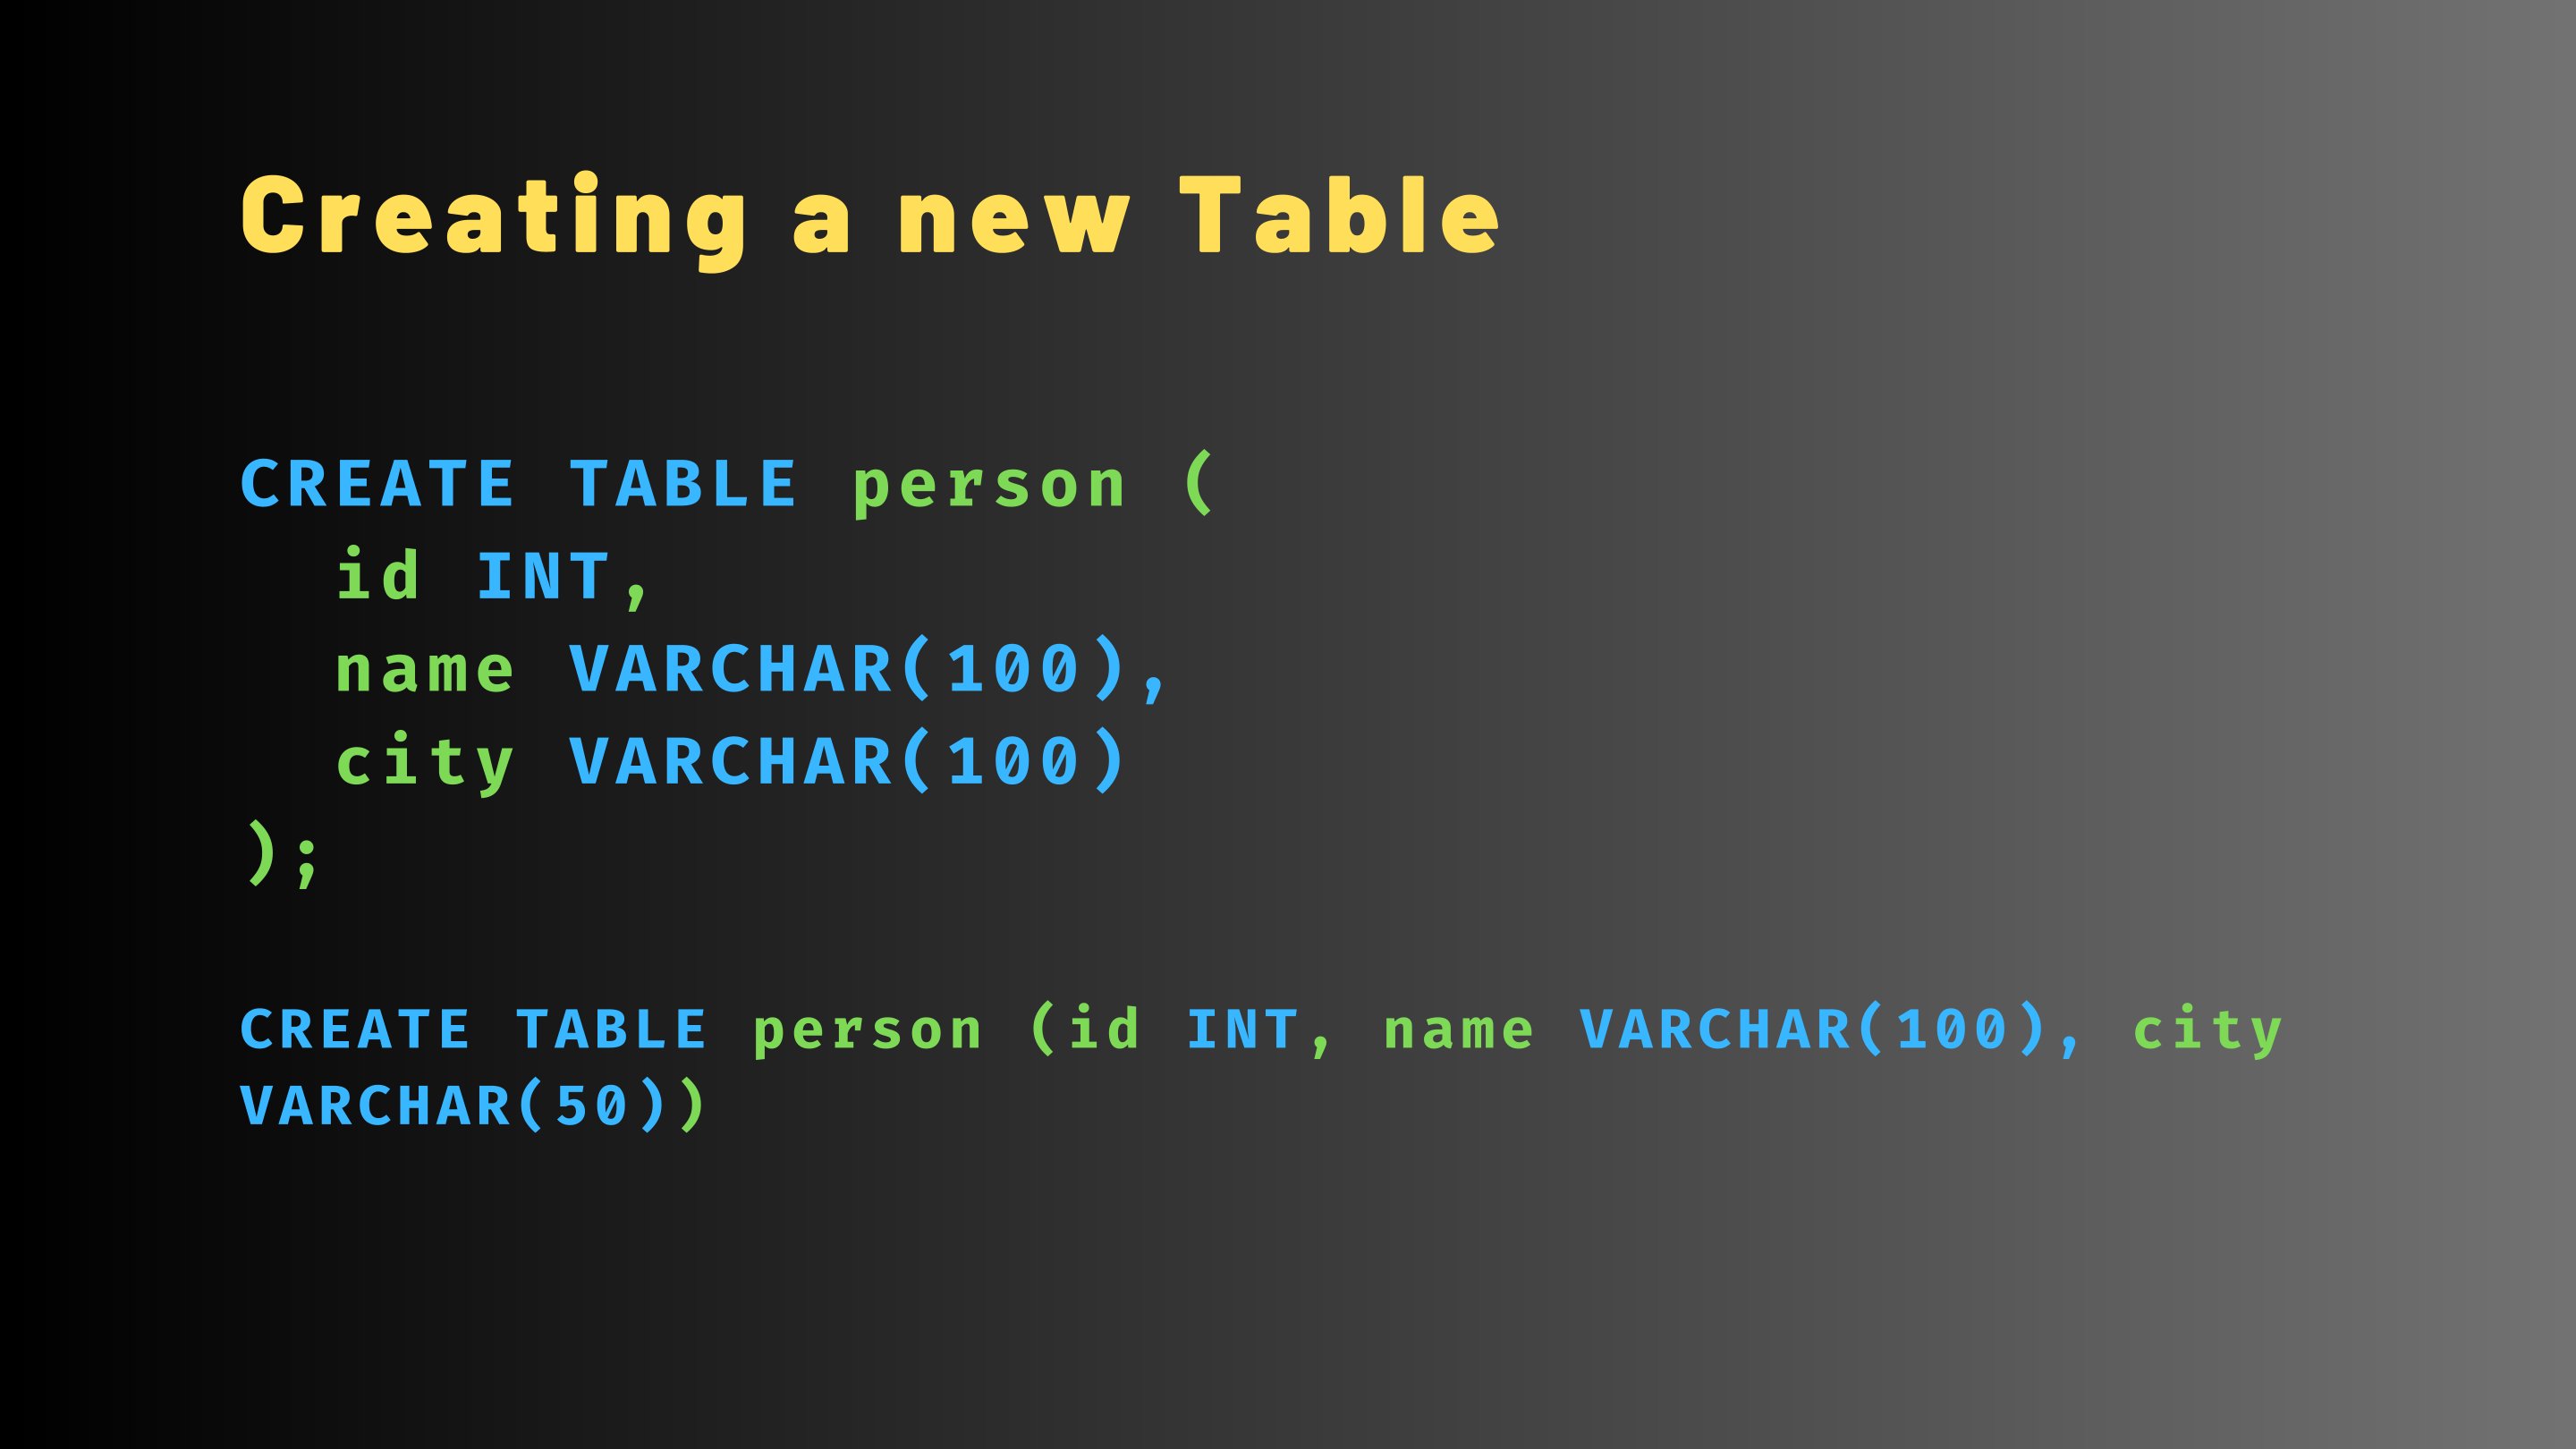 Creating a new Table
CREATE TABLE person (
  id INT,
  name VARCHAR(100),
  city VARCHAR(100)
);
CREATE TABLE person (id INT, name VARCHAR(100), city
VARCHAR(50))